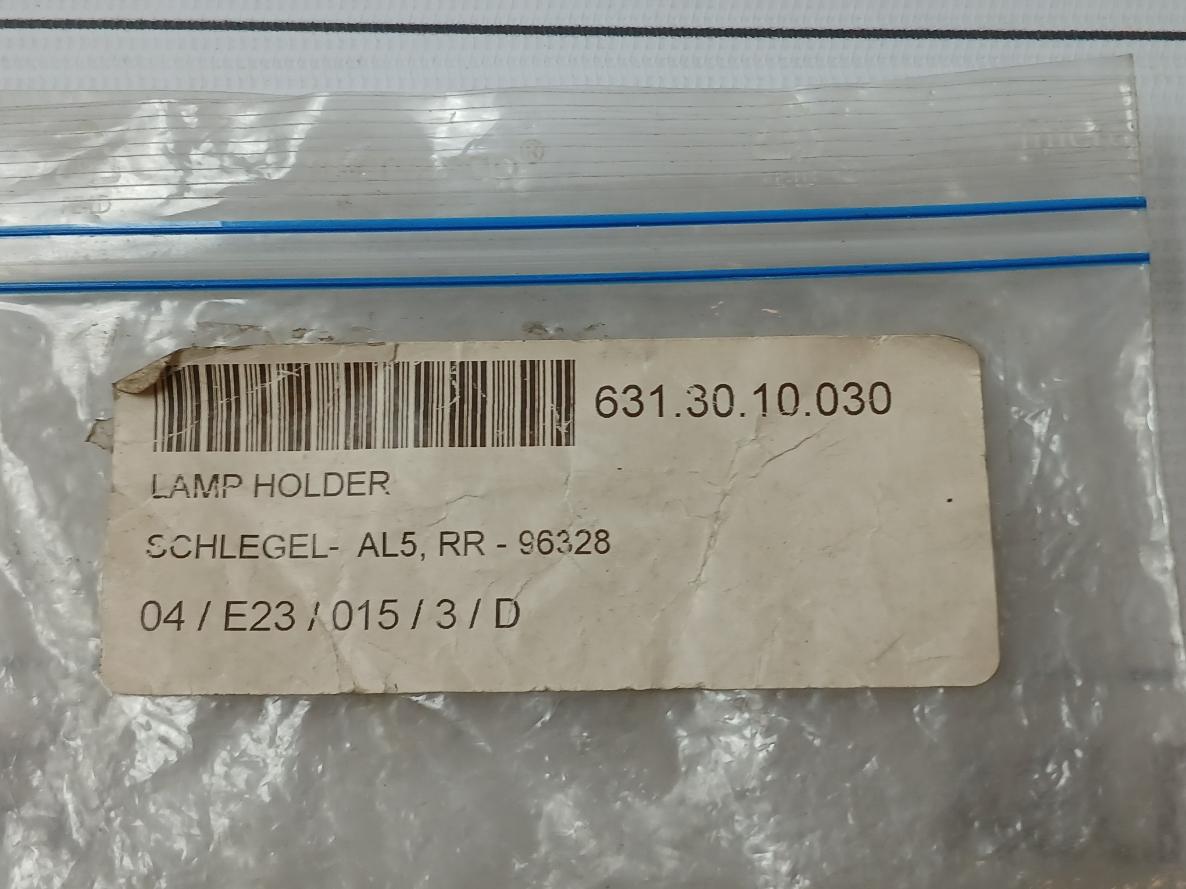 631.30.10.030
LAMP HOLDER
SCHLEGEL- AL5, RR - 96328
04 / E23 / 015 / 3 / D